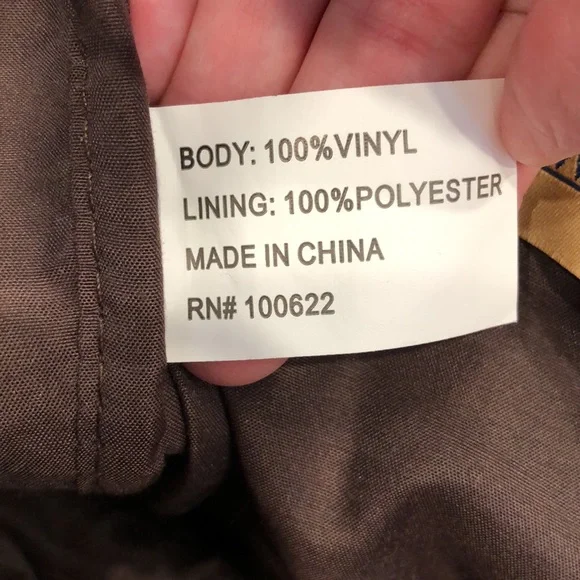 BODY: 100%VINYL
LINING: 100%POLYESTER
MADE IN CHINA
RN# 100622